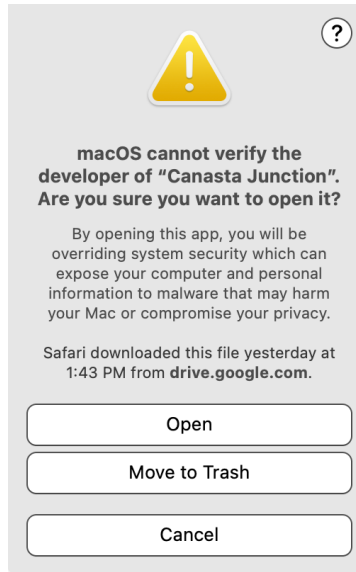 ?
macOS cannot verify the
developer of “Canasta Junction”.
Are you sure you want to open it?
By opening this app, you will be
overriding system security which can
expose your computer and personal
information to malware that may harm
your Mac or compromise your privacy.
Safari downloaded this file yesterday at
1:43 PM from drive.google.com.
Open
Move to Trash
Cancel